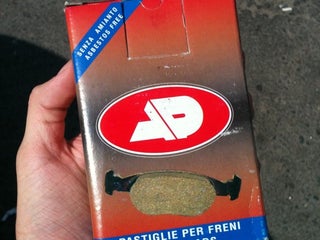 SENZA AMIANTO
ASBESTOS FREE
AP
PASTIGLIE PER FRENI